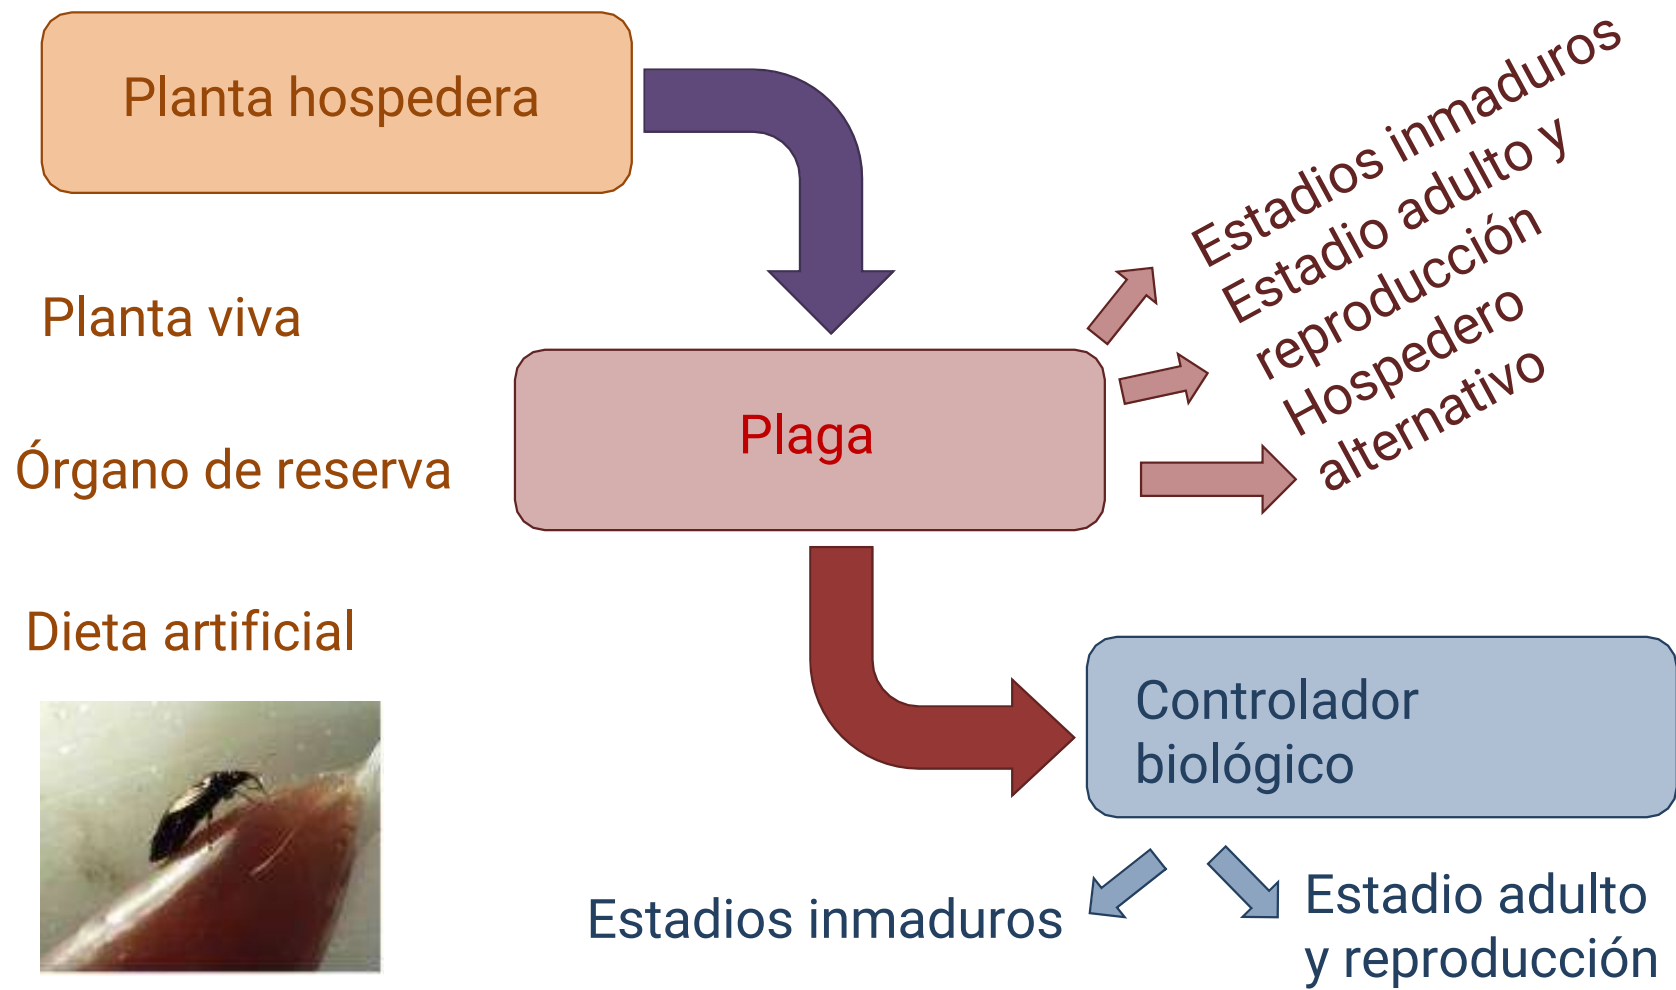 Planta hospedera
Planta viva
Órgano de reserva
Dieta artificial
Plaga
Estadios inmaduros
Estadio adulto y
reproducción
Hospedero
alternativo
Controlador
biológico
Estadios inmaduros
Estadio adulto
y reproducción